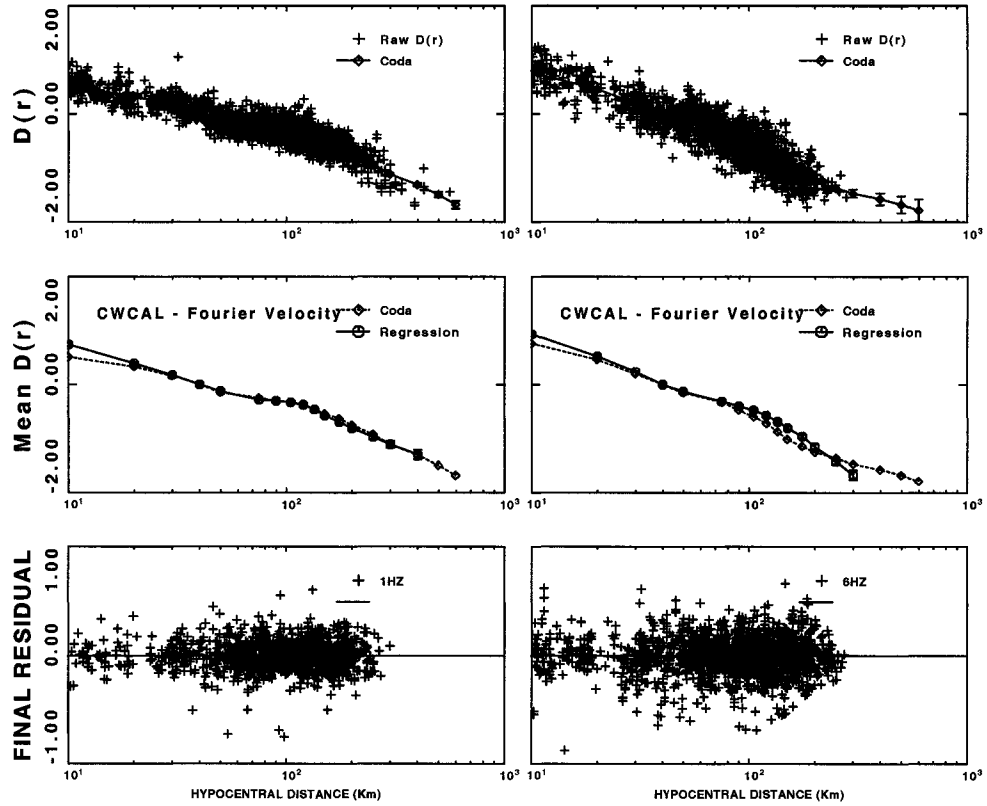 D(r)
2.00
0.00
-2.00
+ Raw D(r)
Coda
10¹
10²
10³
+ Raw D(r)
Coda
10¹
10²
10³
Mean D(r)
2.00
0.00
-2.00
CWCAL - Fourier Velocity
Coda
Regression
10¹
10²
10³
CWCAL - Fourier Velocity
Coda
Regression
10¹
10²
10³
FINAL RESIDUAL
1.00
0.00
-1.00
+ 1HZ
10¹
10²
10³
HYPOCENTRAL DISTANCE (Km)
+ 6HZ
10¹
10²
10³
HYPOCENTRAL DISTANCE (Km)